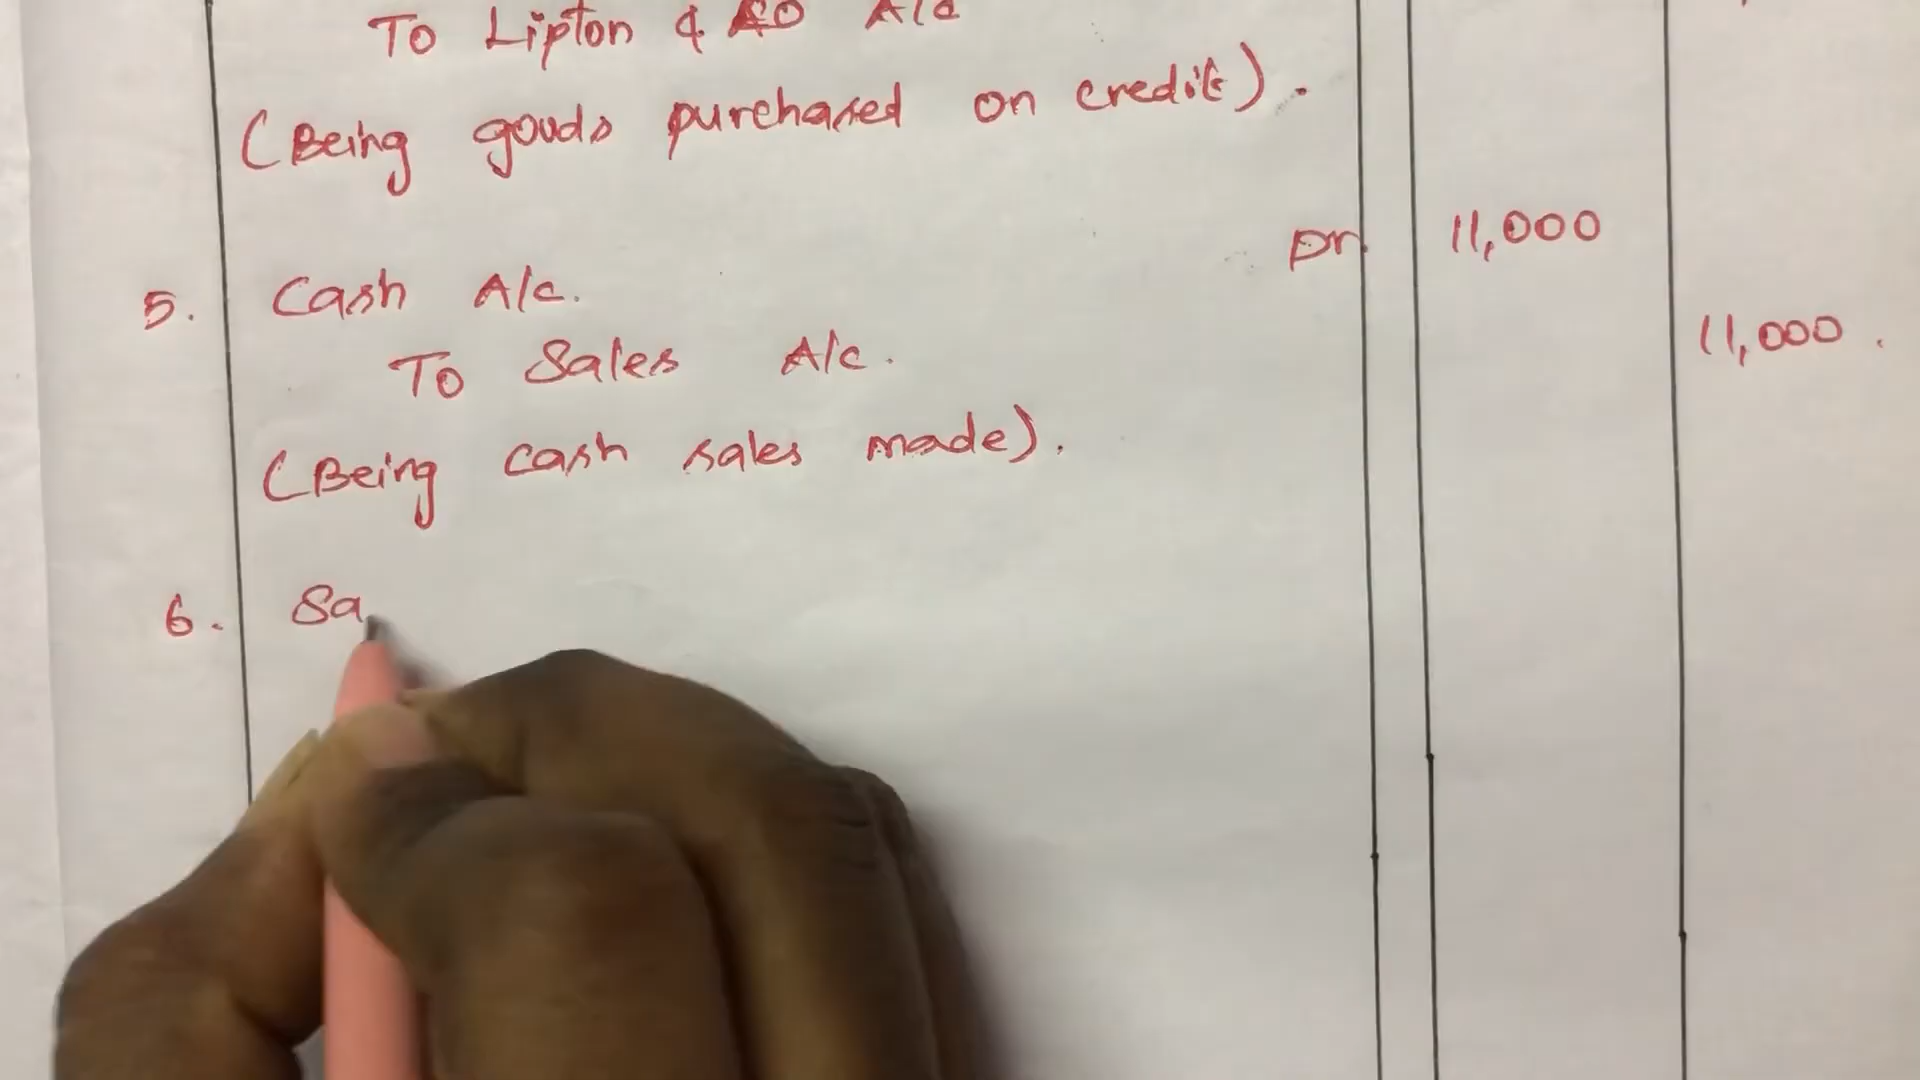 To Lipton & Co A/c
(Being goods purchased on credit).
5. Cash A/c. Dr 11,000
To Sales A/c. 11,000.
(Being cash sales made).
6. Sa